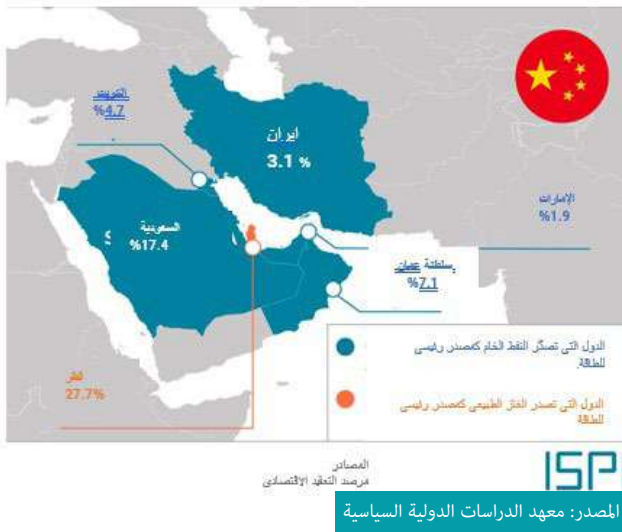 الكويت
%4.7
ايران
3.1 %
السعودية
%17.4
الإمارات
%1.9
سلطنة عمان
%7.1
قطر
27.7%
الدول التي تصدّر النفط الخام كمصدر رئيسي
للطاقة
الدول التي تصدر الغاز الطبيعي كمصدر رئيسي
للطاقة
المصادر
مرصد التعقيد الاقتصادي
ISPI
المصدر: معهد الدراسات الدولية السياسية